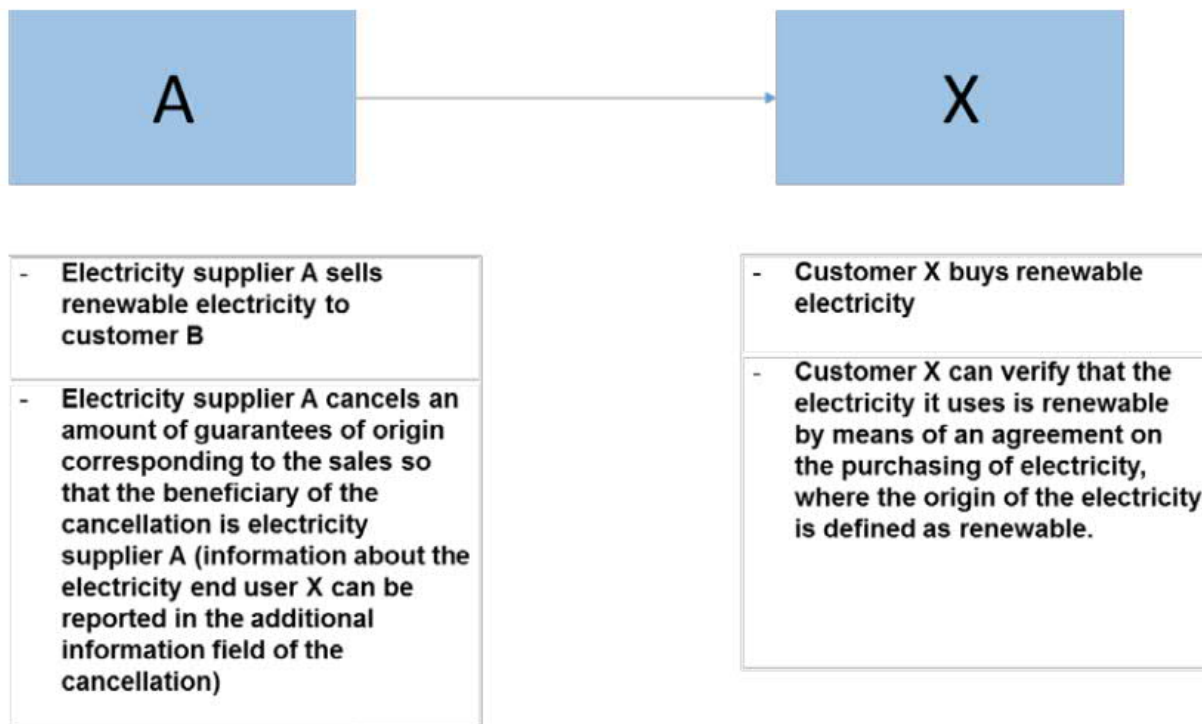 A
X
- Electricity supplier A sells
renewable electricity to
customer B
- Electricity supplier A cancels an
amount of guarantees of origin
corresponding to the sales so
that the beneficiary of the
cancellation is electricity
supplier A (information about the
electricity end user X can be
reported in the additional
information field of the
cancellation)
- Customer X buys renewable
electricity
- Customer X can verify that the
electricity it uses is renewable
by means of an agreement on
the purchasing of electricity,
where the origin of the electricity
is defined as renewable.